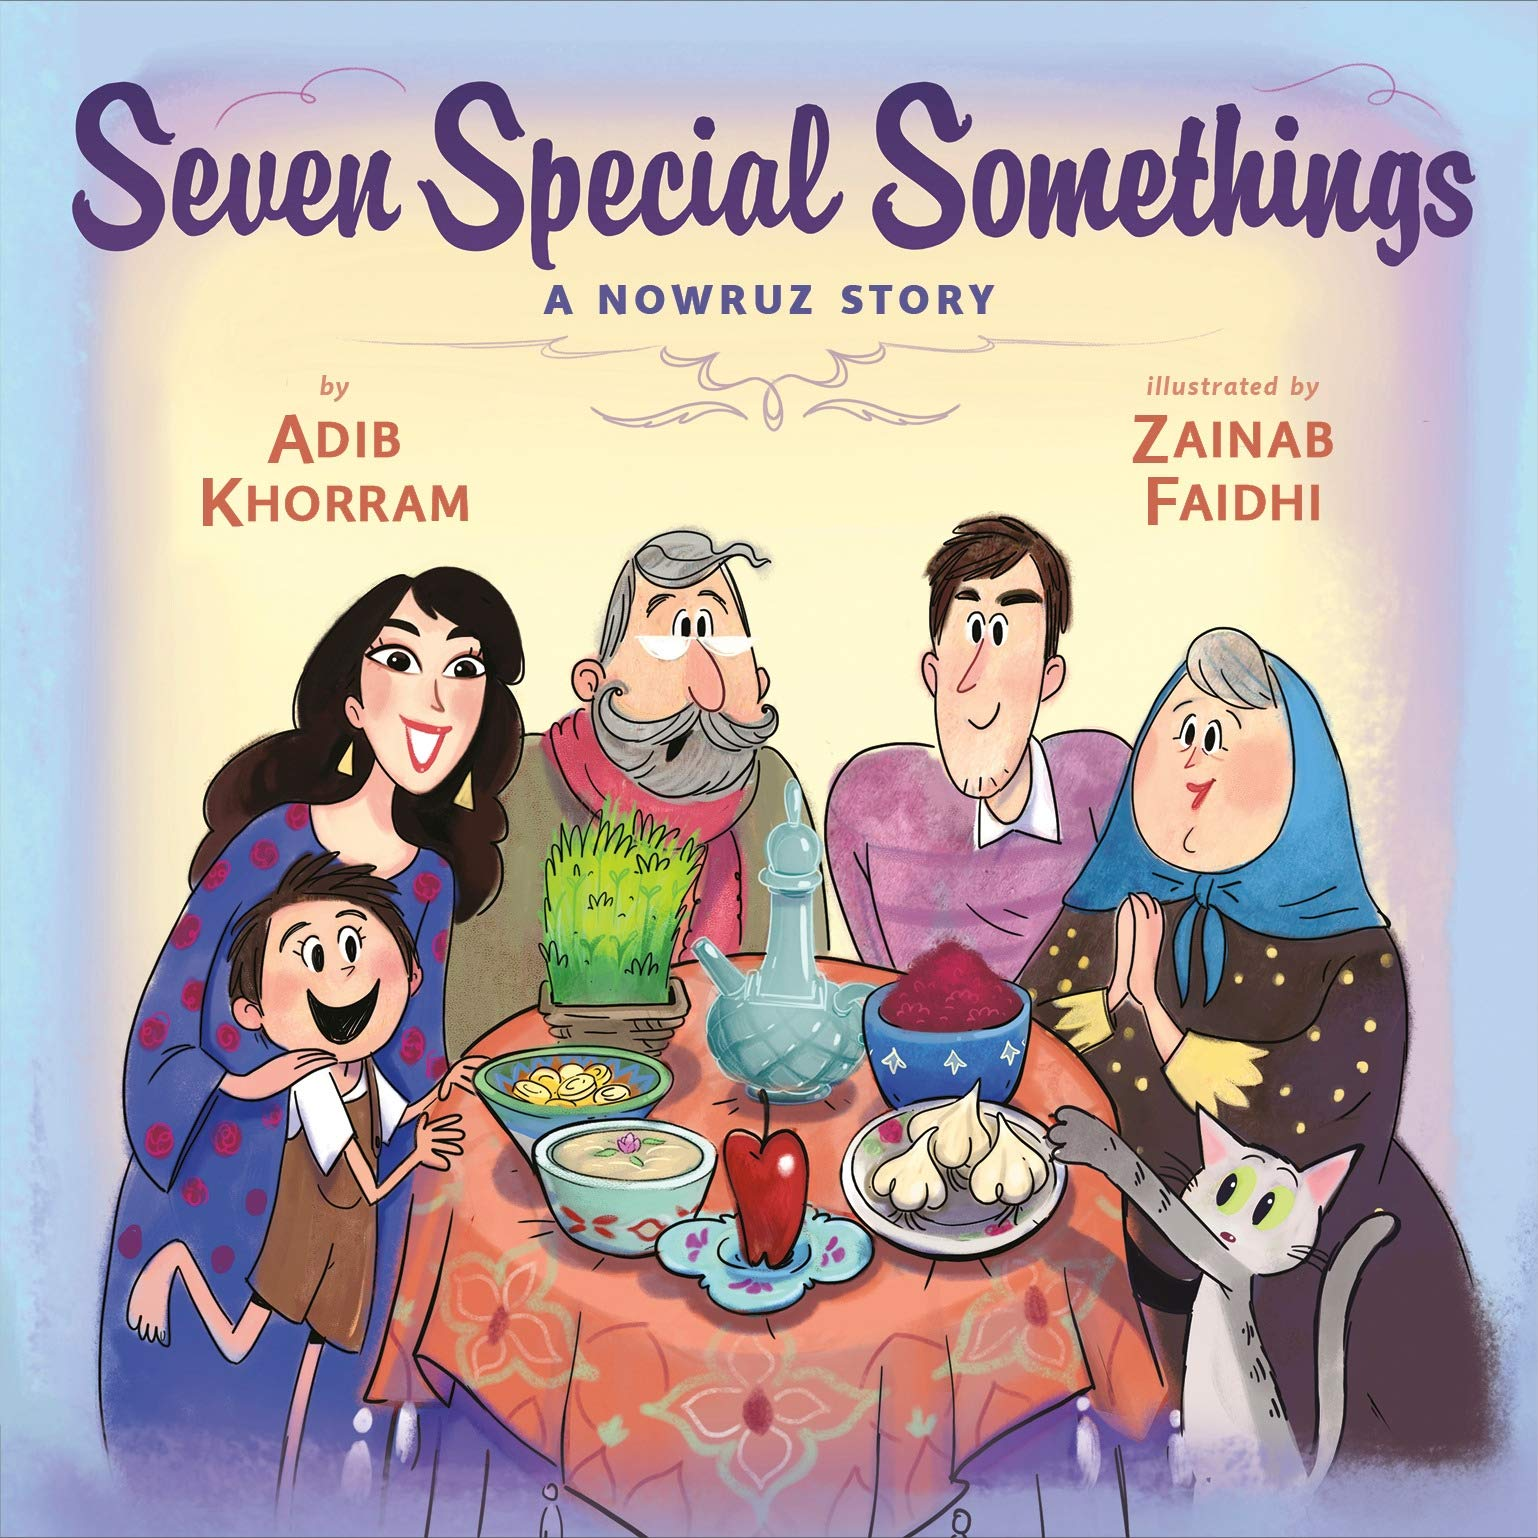 Seven Special Somethings
A NOWRUZ STORY
by
ADIB
KHORRAM
illustrated by
ZAINAB
FAIDHI